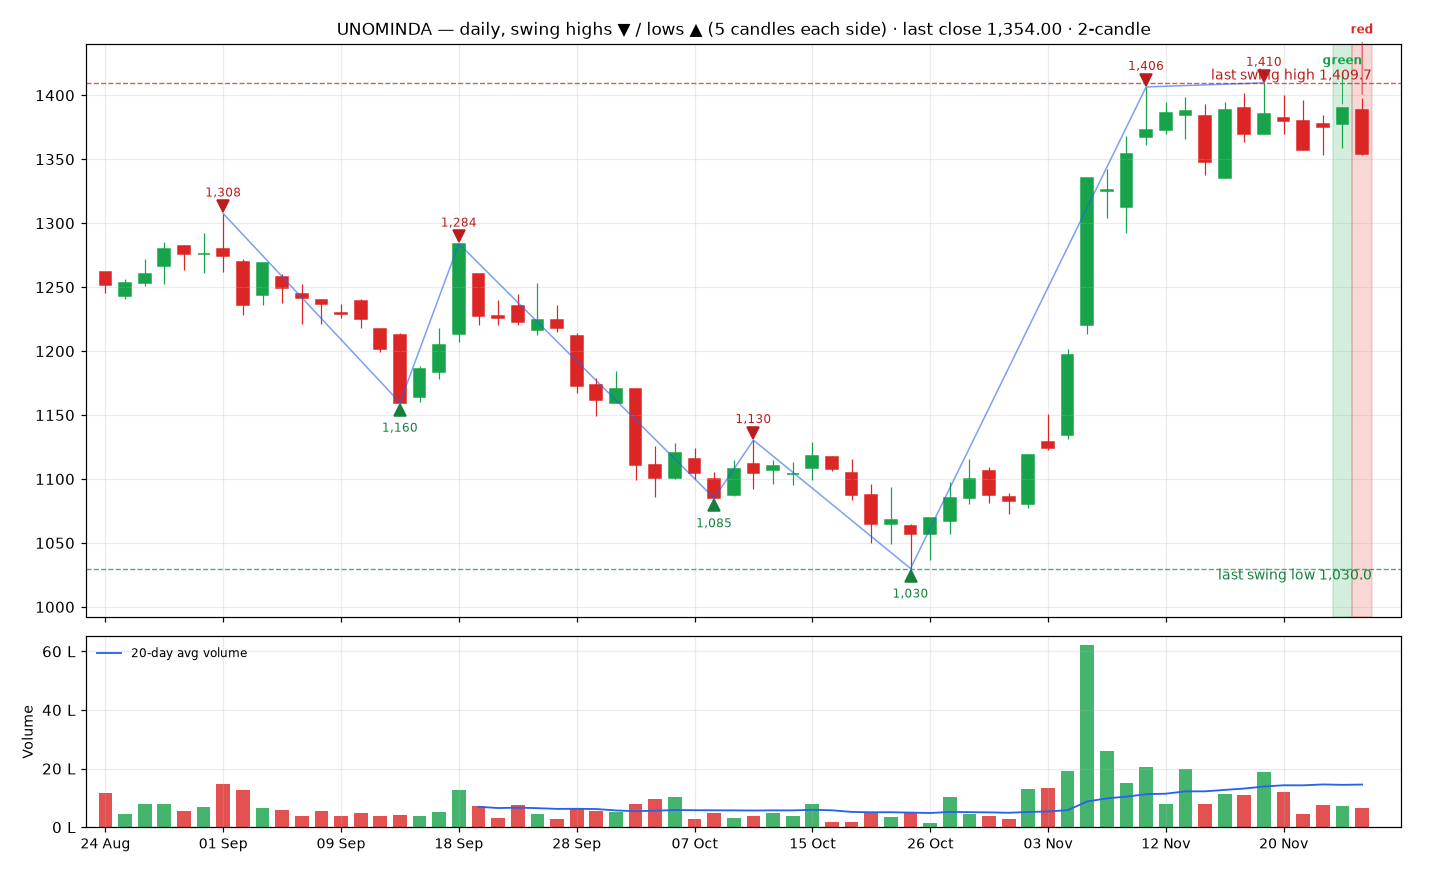 UNOMINDA — daily, swing highs ▼ / lows ▲ (5 candles each side) · last close 1,354.00 · 2-candle
red
green
1,406
1,410
last swing high 1,409.7
1400
1350
1,308
1300
1,284
1250
1200
1,160
1150
1,130
1100
1,085
1050
last swing low 1,030.0
1,030
1000
20-day avg volume
Volume
60 L
40 L
20 L
0 L
24 Aug
01 Sep
09 Sep
18 Sep
28 Sep
07 Oct
15 Oct
26 Oct
03 Nov
12 Nov
20 Nov